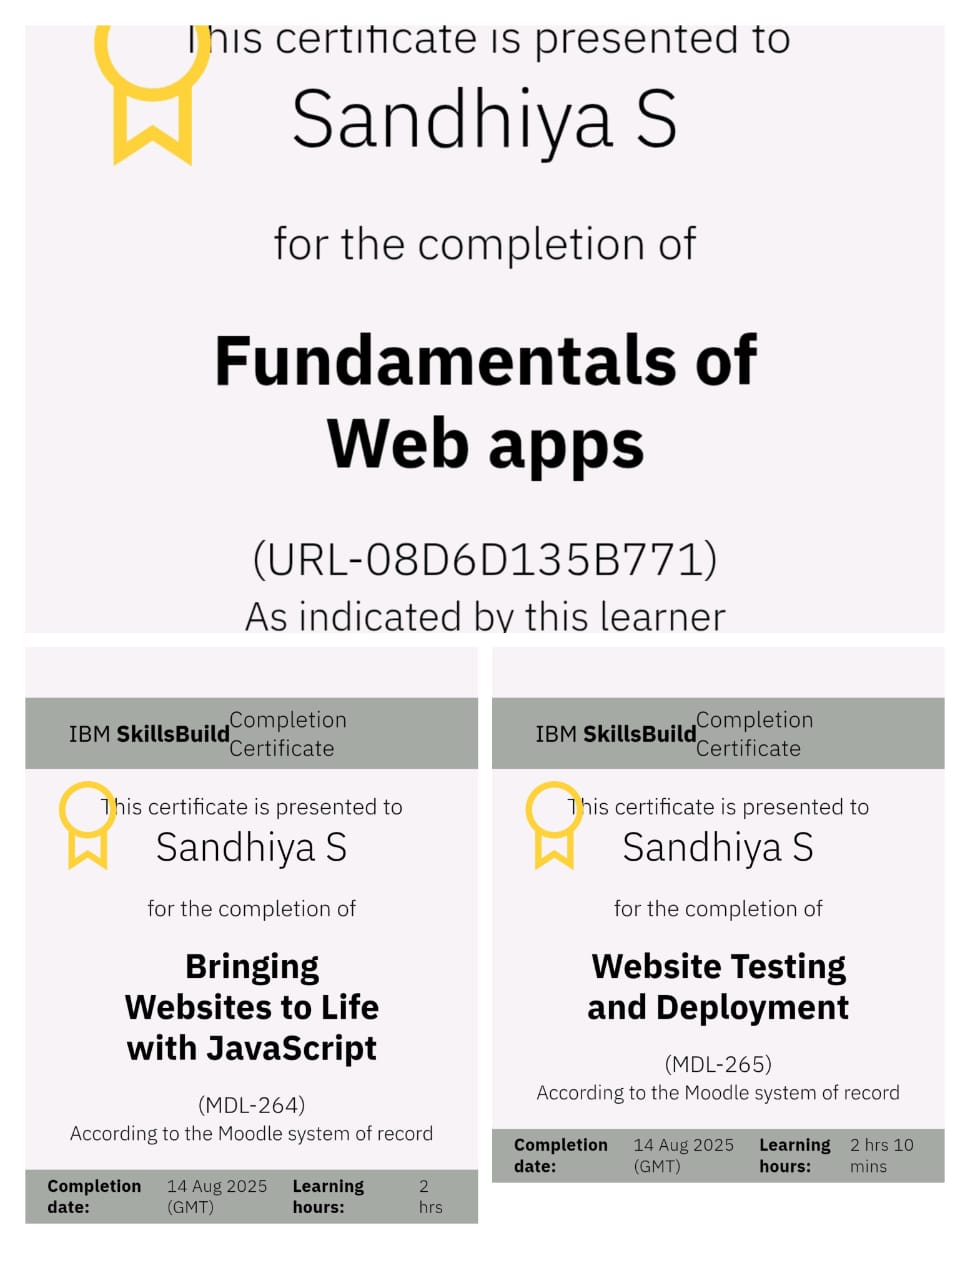 This certificate is presented to
Sandhiya S
for the completion of
Fundamentals of
Web apps
(URL-08D6D135B771)
As indicated by this learner
IBM SkillsBuild Completion
Certificate
This certificate is presented to
Sandhiya S
for the completion of
Bringing
Websites to Life
with JavaScript
(MDL-264)
According to the Moodle system of record
Completion date: 14 Aug 2025 (GMT) Learning hours: 2 hrs
IBM SkillsBuild Completion
Certificate
This certificate is presented to
Sandhiya S
for the completion of
Website Testing
and Deployment
(MDL-265)
According to the Moodle system of record
Completion date: 14 Aug 2025 (GMT) Learning hours: 2 hrs 10 mins